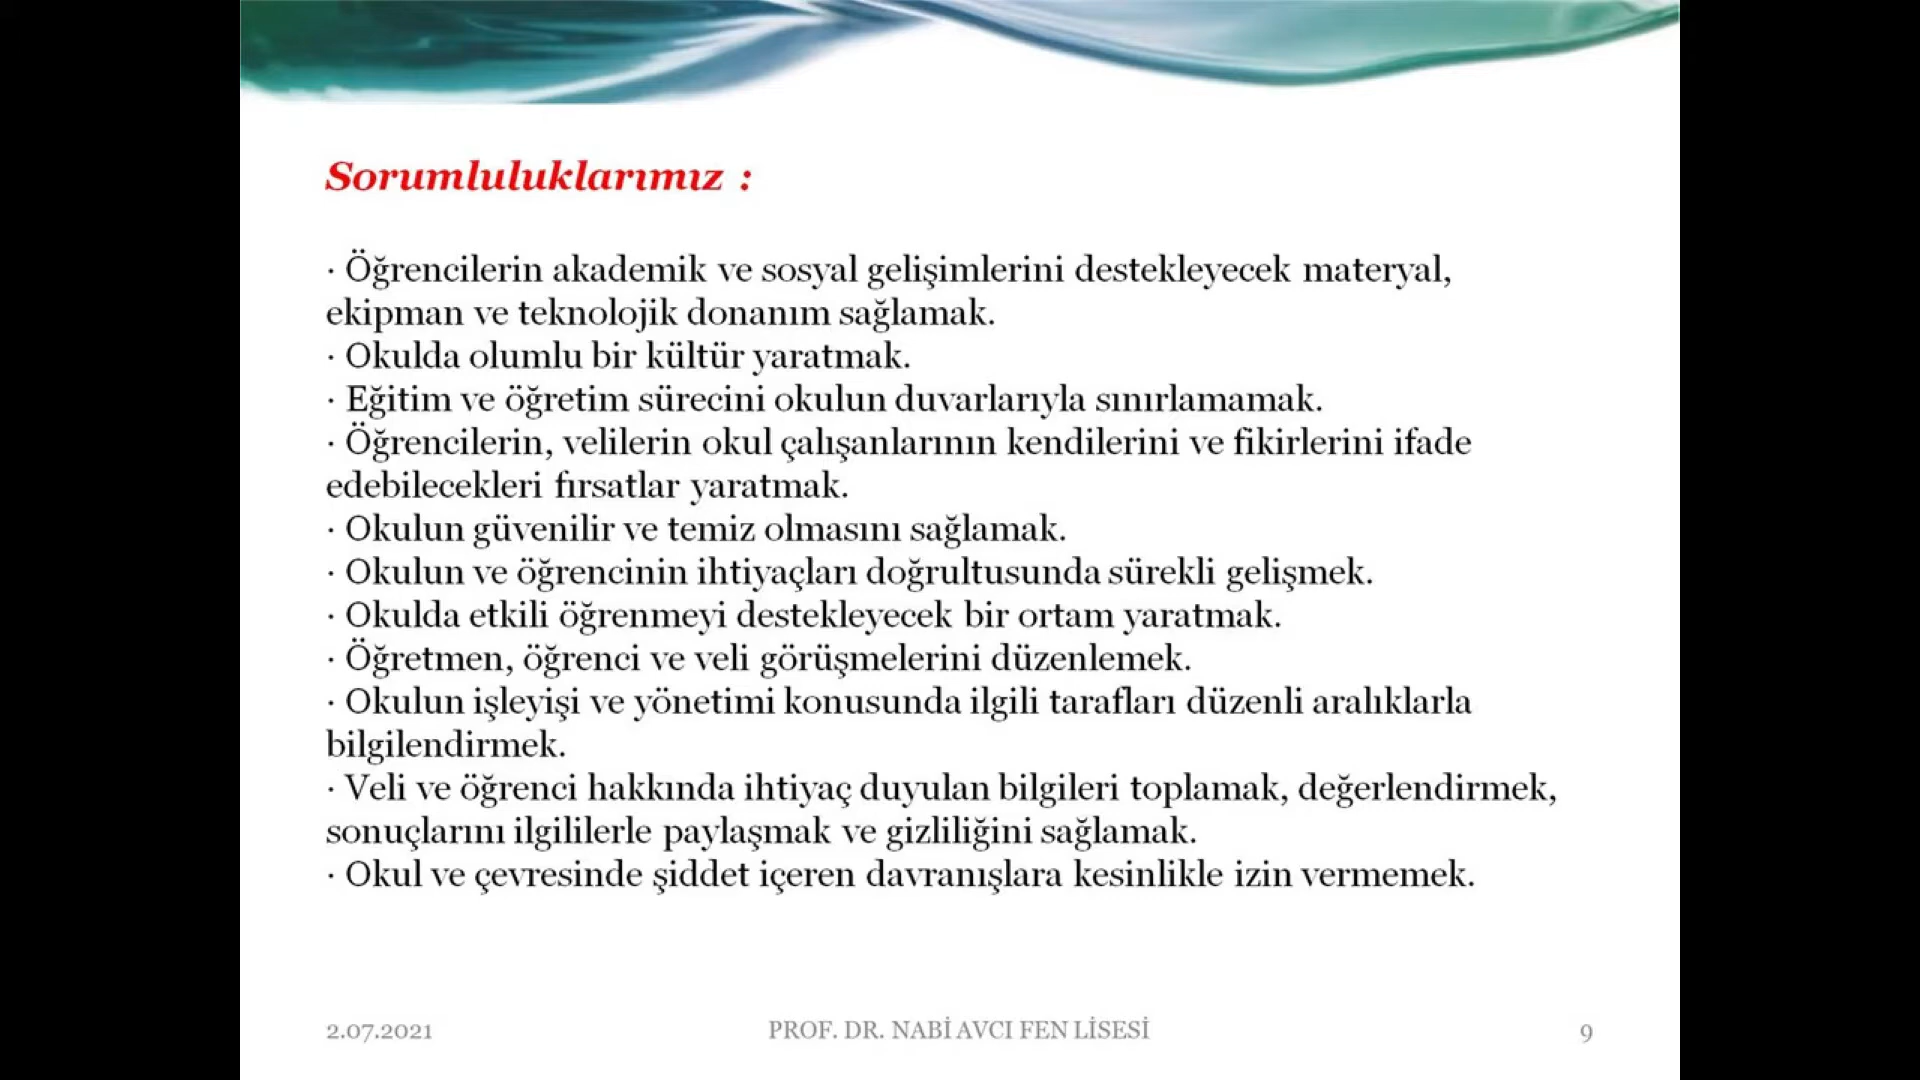 Sorumluluklarımız :
· Öğrencilerin akademik ve sosyal gelişimlerini destekleyecek materyal,
ekipman ve teknolojik donanım sağlamak.
· Okulda olumlu bir kültür yaratmak.
· Eğitim ve öğretim sürecini okulun duvarlarıyla sınırlamamak.
· Öğrencilerin, velilerin okul çalışanlarının kendilerini ve fikirlerini ifade
edebilecekleri fırsatlar yaratmak.
· Okulun güvenilir ve temiz olmasını sağlamak.
· Okulun ve öğrencinin ihtiyaçları doğrultusunda sürekli gelişmek.
· Okulda etkili öğrenmeyi destekleyecek bir ortam yaratmak.
· Öğretmen, öğrenci ve veli görüşmelerini düzenlemek.
· Okulun işleyişi ve yönetimi konusunda ilgili tarafları düzenli aralıklarla
bilgilendirmek.
· Veli ve öğrenci hakkında ihtiyaç duyulan bilgileri toplamak, değerlendirmek,
sonuçlarını ilgililerle paylaşmak ve gizliliğini sağlamak.
· Okul ve çevresinde şiddet içeren davranışlara kesinlikle izin vermemek.
2.07.2021 PROF. DR. NABİ AVCI FEN LİSESİ 9